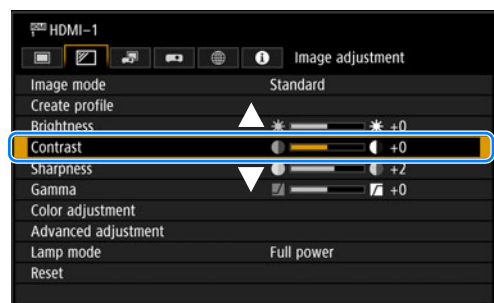 HDMI HDMI-1
Image adjustment
Image mode Standard
Create profile
Brightness +0
Contrast +0
Sharpness +2
Gamma +0
Color adjustment
Advanced adjustment
Lamp mode Full power
Reset